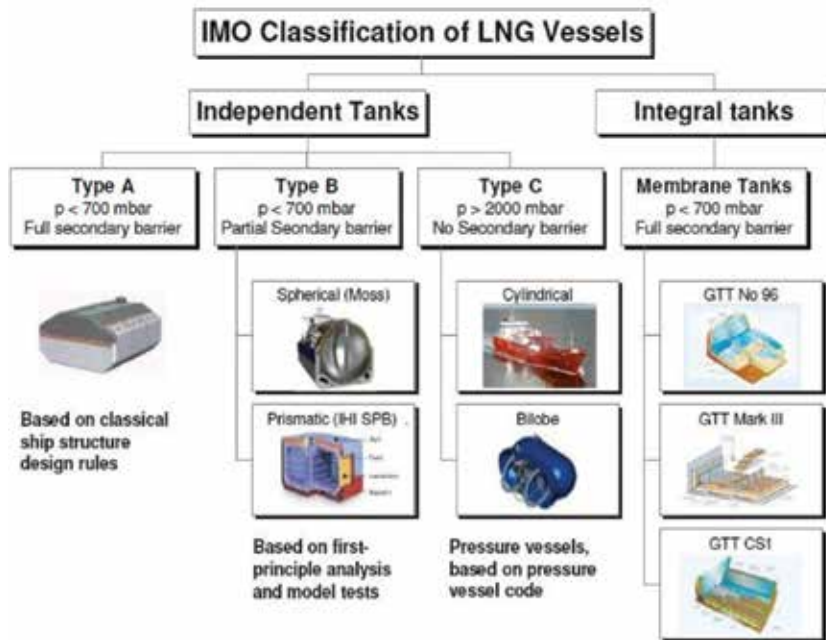 IMO Classification of LNG Vessels
Independent Tanks
Integral tanks
Type A
p < 700 mbar
Full secondary barrier
Type B
p < 700 mbar
Partial Secondary barrier
Type C
p > 2000 mbar
No Secondary barrier
Membrane Tanks
p < 700 mbar
Full secondary barrier
Spherical (Moss)
Cylindrical
GTT No 96
Based on classical
ship structure
design rules
Prismatic (IHI SPB)
Bilobe
GTT Mark III
Based on first-
principle analysis
and model tests
Pressure vessels,
based on pressure
vessel code
GTT CS1